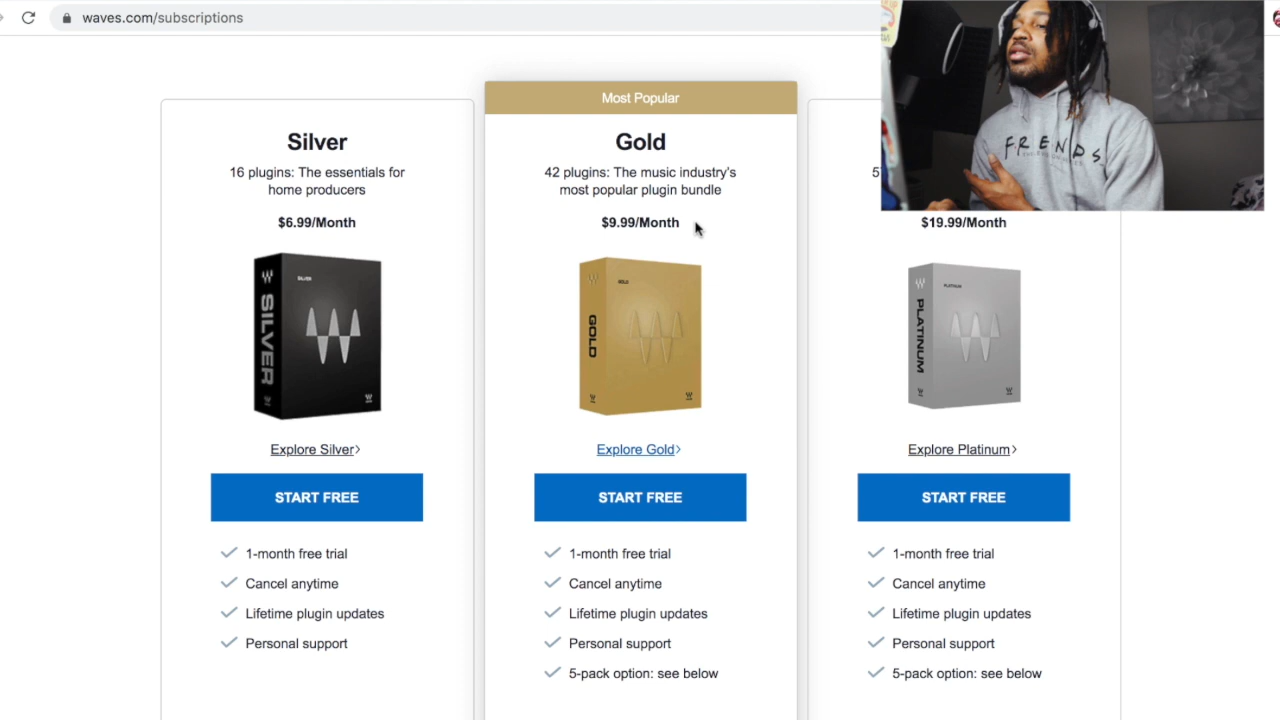 waves.com/subscriptions
Most Popular
Silver
16 plugins: The essentials for
home producers
$6.99/Month
SILVER
SILVER
Explore Silver>
START FREE
1-month free trial
Cancel anytime
Lifetime plugin updates
Personal support
Gold
42 plugins: The music industry's
most popular plugin bundle
$9.99/Month
GOLD
GOLD
Explore Gold>
START FREE
1-month free trial
Cancel anytime
Lifetime plugin updates
Personal support
5-pack option: see below
$19.99/Month
PLATINUM
PLATINUM
Explore Platinum>
START FREE
1-month free trial
Cancel anytime
Lifetime plugin updates
Personal support
5-pack option: see below
FRENDS